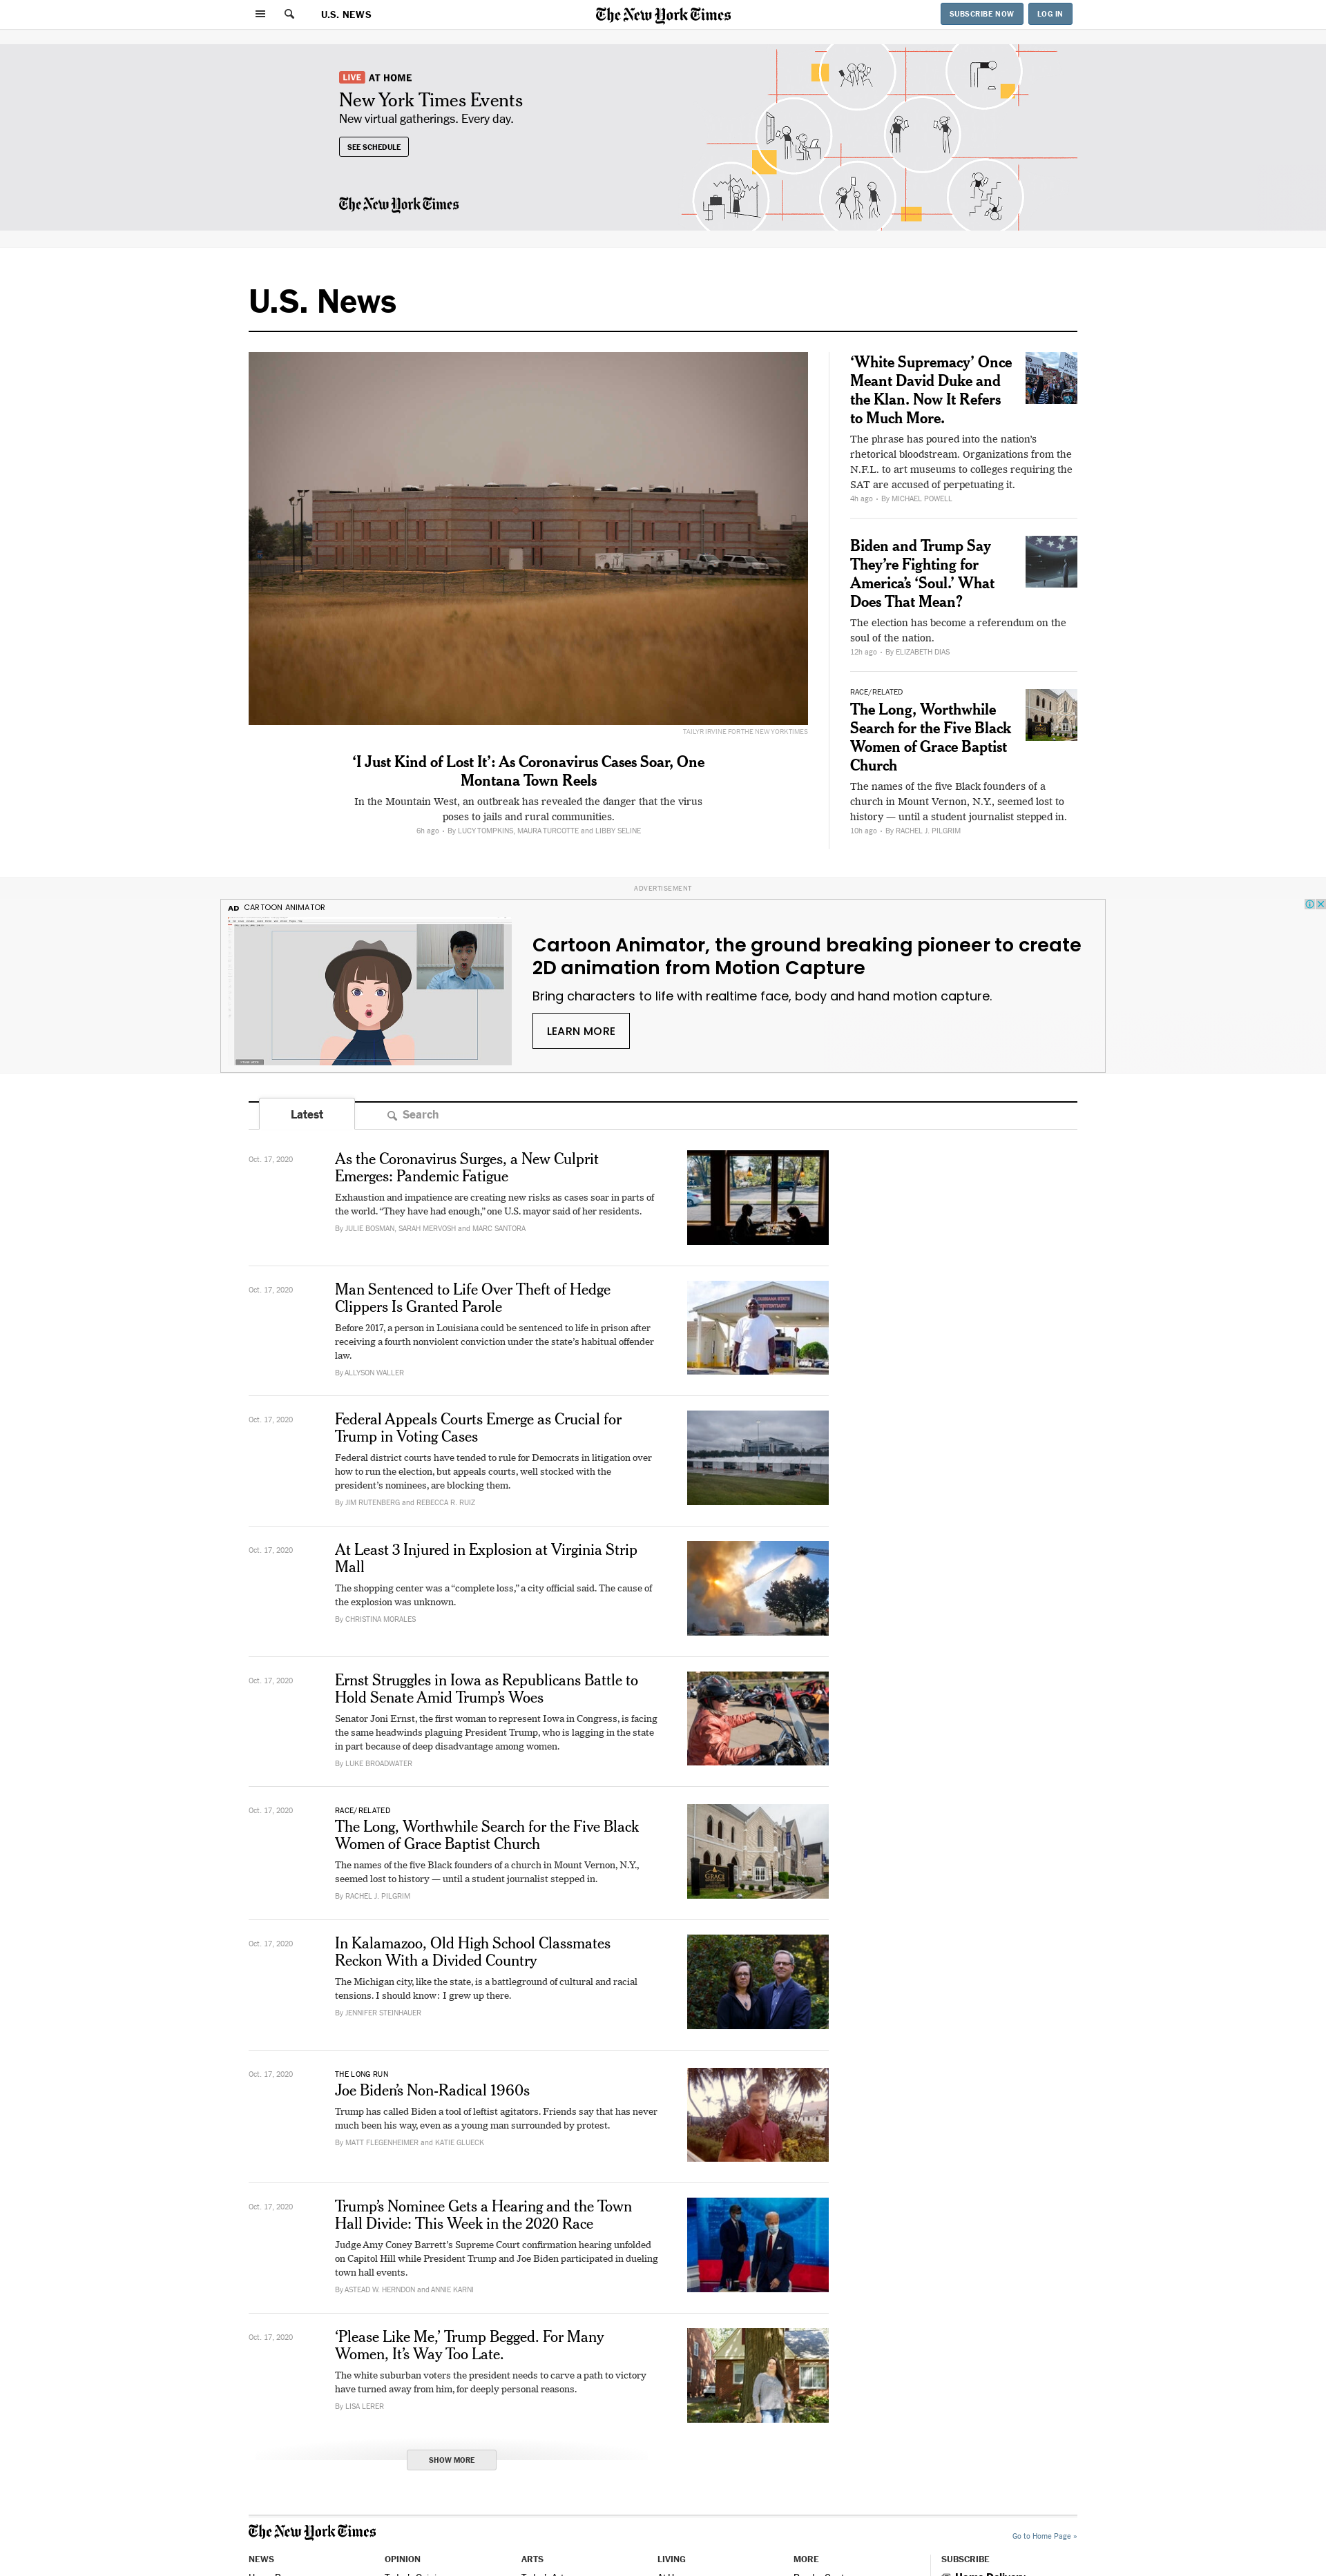 U.S. NEWS
The New York Times
SUBSCRIBE NOW
LOG IN
LIVE AT HOME
New York Times Events
New virtual gatherings. Every day.
SEE SCHEDULE
The New York Times
U.S. News
TAILYR IRVINE FOR THE NEW YORK TIMES
‘I Just Kind of Lost It’: As Coronavirus Cases Soar, One
Montana Town Reels
In the Mountain West, an outbreak has revealed the danger that the virus
poses to jails and rural communities.
6h ago • By LUCY TOMPKINS, MAURA TURCOTTE and LIBBY SELINE
‘White Supremacy’ Once
Meant David Duke and
the Klan. Now It Refers
to Much More.
The phrase has poured into the nation’s
rhetorical bloodstream. Organizations from the
N.F.L. to art museums to colleges requiring the
SAT are accused of perpetuating it.
4h ago • By MICHAEL POWELL
Biden and Trump Say
They’re Fighting for
America’s ‘Soul.’ What
Does That Mean?
The election has become a referendum on the
soul of the nation.
12h ago • By ELIZABETH DIAS
RACE/RELATED
The Long, Worthwhile
Search for the Five Black
Women of Grace Baptist
Church
The names of the five Black founders of a
church in Mount Vernon, N.Y., seemed lost to
history — until a student journalist stepped in.
10h ago • By RACHEL J. PILGRIM
ADVERTISEMENT
AD CARTOON ANIMATOR
Cartoon Animator, the ground breaking pioneer to create
2D animation from Motion Capture
Bring characters to life with realtime face, body and hand motion capture.
LEARN MORE
Latest
Search
Oct. 17, 2020
As the Coronavirus Surges, a New Culprit
Emerges: Pandemic Fatigue
Exhaustion and impatience are creating new risks as cases soar in parts of
the world. “They have had enough,” one U.S. mayor said of her residents.
By JULIE BOSMAN, SARAH MERVOSH and MARC SANTORA
Oct. 17, 2020
Man Sentenced to Life Over Theft of Hedge
Clippers Is Granted Parole
Before 2017, a person in Louisiana could be sentenced to life in prison after
receiving a fourth nonviolent conviction under the state’s habitual offender
law.
By ALLYSON WALLER
Oct. 17, 2020
Federal Appeals Courts Emerge as Crucial for
Trump in Voting Cases
Federal district courts have tended to rule for Democrats in litigation over
how to run the election, but appeals courts, well stocked with the
president’s nominees, are blocking them.
By JIM RUTENBERG and REBECCA R. RUIZ
Oct. 17, 2020
At Least 3 Injured in Explosion at Virginia Strip
Mall
The shopping center was a “complete loss,” a city official said. The cause of
the explosion was unknown.
By CHRISTINA MORALES
Oct. 17, 2020
Ernst Struggles in Iowa as Republicans Battle to
Hold Senate Amid Trump’s Woes
Senator Joni Ernst, the first woman to represent Iowa in Congress, is facing
the same headwinds plaguing President Trump, who is lagging in the state
in part because of deep disadvantage among women.
By LUKE BROADWATER
Oct. 17, 2020
RACE/RELATED
The Long, Worthwhile Search for the Five Black
Women of Grace Baptist Church
The names of the five Black founders of a church in Mount Vernon, N.Y.,
seemed lost to history — until a student journalist stepped in.
By RACHEL J. PILGRIM
GRACE
Oct. 17, 2020
In Kalamazoo, Old High School Classmates
Reckon With a Divided Country
The Michigan city, like the state, is a battleground of cultural and racial
tensions. I should know: I grew up there.
By JENNIFER STEINHAUER
Oct. 17, 2020
THE LONG RUN
Joe Biden’s Non-Radical 1960s
Trump has called Biden a tool of leftist agitators. Friends say that has never
much been his way, even as a young man surrounded by protest.
By MATT FLEGENHEIMER and KATIE GLUECK
Oct. 17, 2020
Trump’s Nominee Gets a Hearing and the Town
Hall Divide: This Week in the 2020 Race
Judge Amy Coney Barrett’s Supreme Court confirmation hearing unfolded
on Capitol Hill while President Trump and Joe Biden participated in dueling
town hall events.
By ASTEAD W. HERNDON and ANNIE KARNI
Oct. 17, 2020
‘Please Like Me,’ Trump Begged. For Many
Women, It’s Way Too Late.
The white suburban voters the president needs to carve a path to victory
have turned away from him, for deeply personal reasons.
By LISA LERER
SHOW MORE
The New York Times
Go to Home Page »
NEWS
OPINION
ARTS
LIVING
MORE
SUBSCRIBE